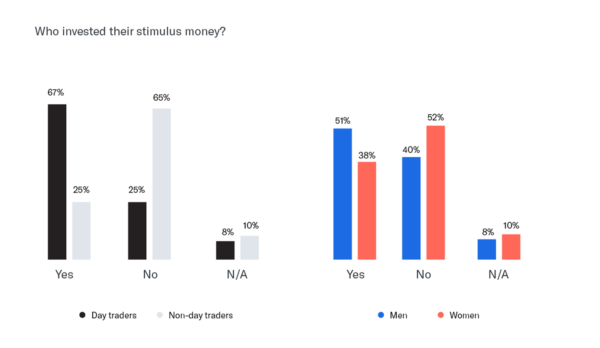 Who invested their stimulus money?
67%
25%
25%
65%
8%
10%
Yes
No
N/A
Day traders
Non-day traders
51%
38%
40%
52%
8%
10%
Yes
No
N/A
Men
Women